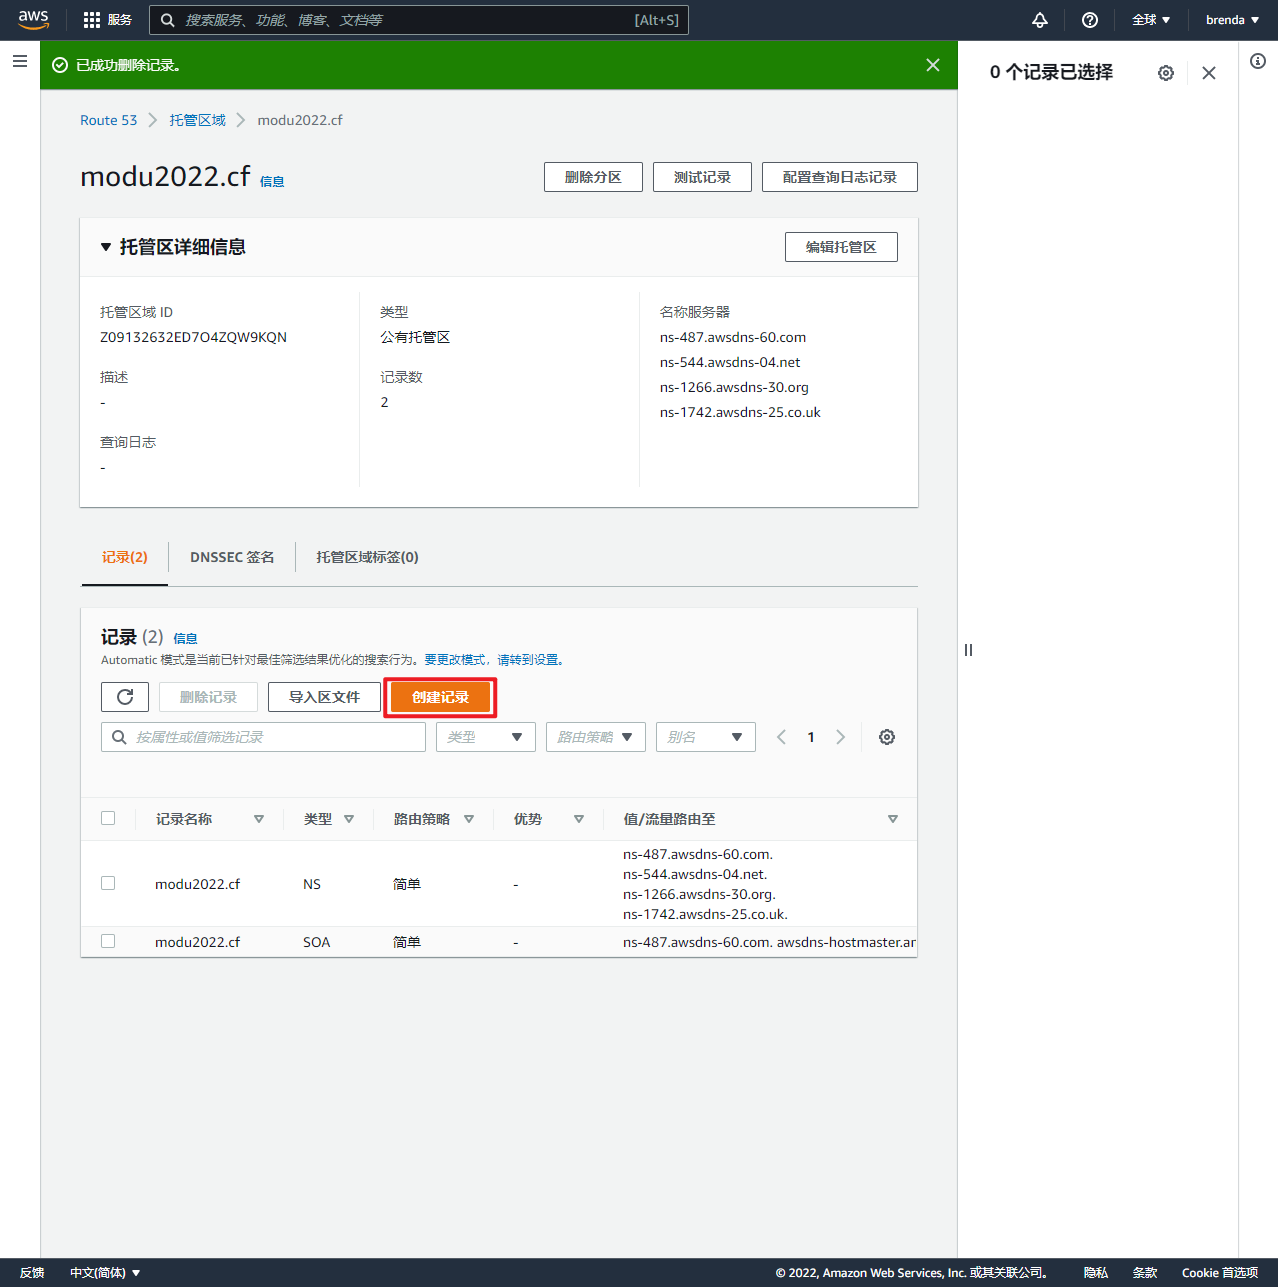 aws 服务 搜索服务、功能、博客、文档等 [Alt+S] 全球 brenda
已成功删除记录。
0 个记录已选择
Route 53 托管区域 modu2022.cf
modu2022.cf 信息 删除分区 测试记录 配置查询日志记录
托管区详细信息 编辑托管区
托管区域 ID
Z09132632ED7O4ZQW9KQN
描述
-
查询日志
-
类型
公有托管区
记录数
2
名称服务器
ns-487.awsdns-60.com
ns-544.awsdns-04.net
ns-1266.awsdns-30.org
ns-1742.awsdns-25.co.uk
记录(2) DNSSEC 签名 托管区域标签(0)
记录 (2) 信息
Automatic 模式是当前已针对最佳筛选结果优化的搜索行为。要更改模式，请转到设置。
删除记录 导入区文件 创建记录
按属性或值筛选记录 类型 路由策略 别名 1
记录名称 类型 路由策略 优势 值/流量路由至
modu2022.cf NS 简单 - ns-487.awsdns-60.com.
ns-544.awsdns-04.net.
ns-1266.awsdns-30.org.
ns-1742.awsdns-25.co.uk.
modu2022.cf SOA 简单 - ns-487.awsdns-60.com. awsdns-hostmaster.ar
反馈 中文(简体) © 2022, Amazon Web Services, Inc. 或其关联公司。 隐私 条款 Cookie 首选项